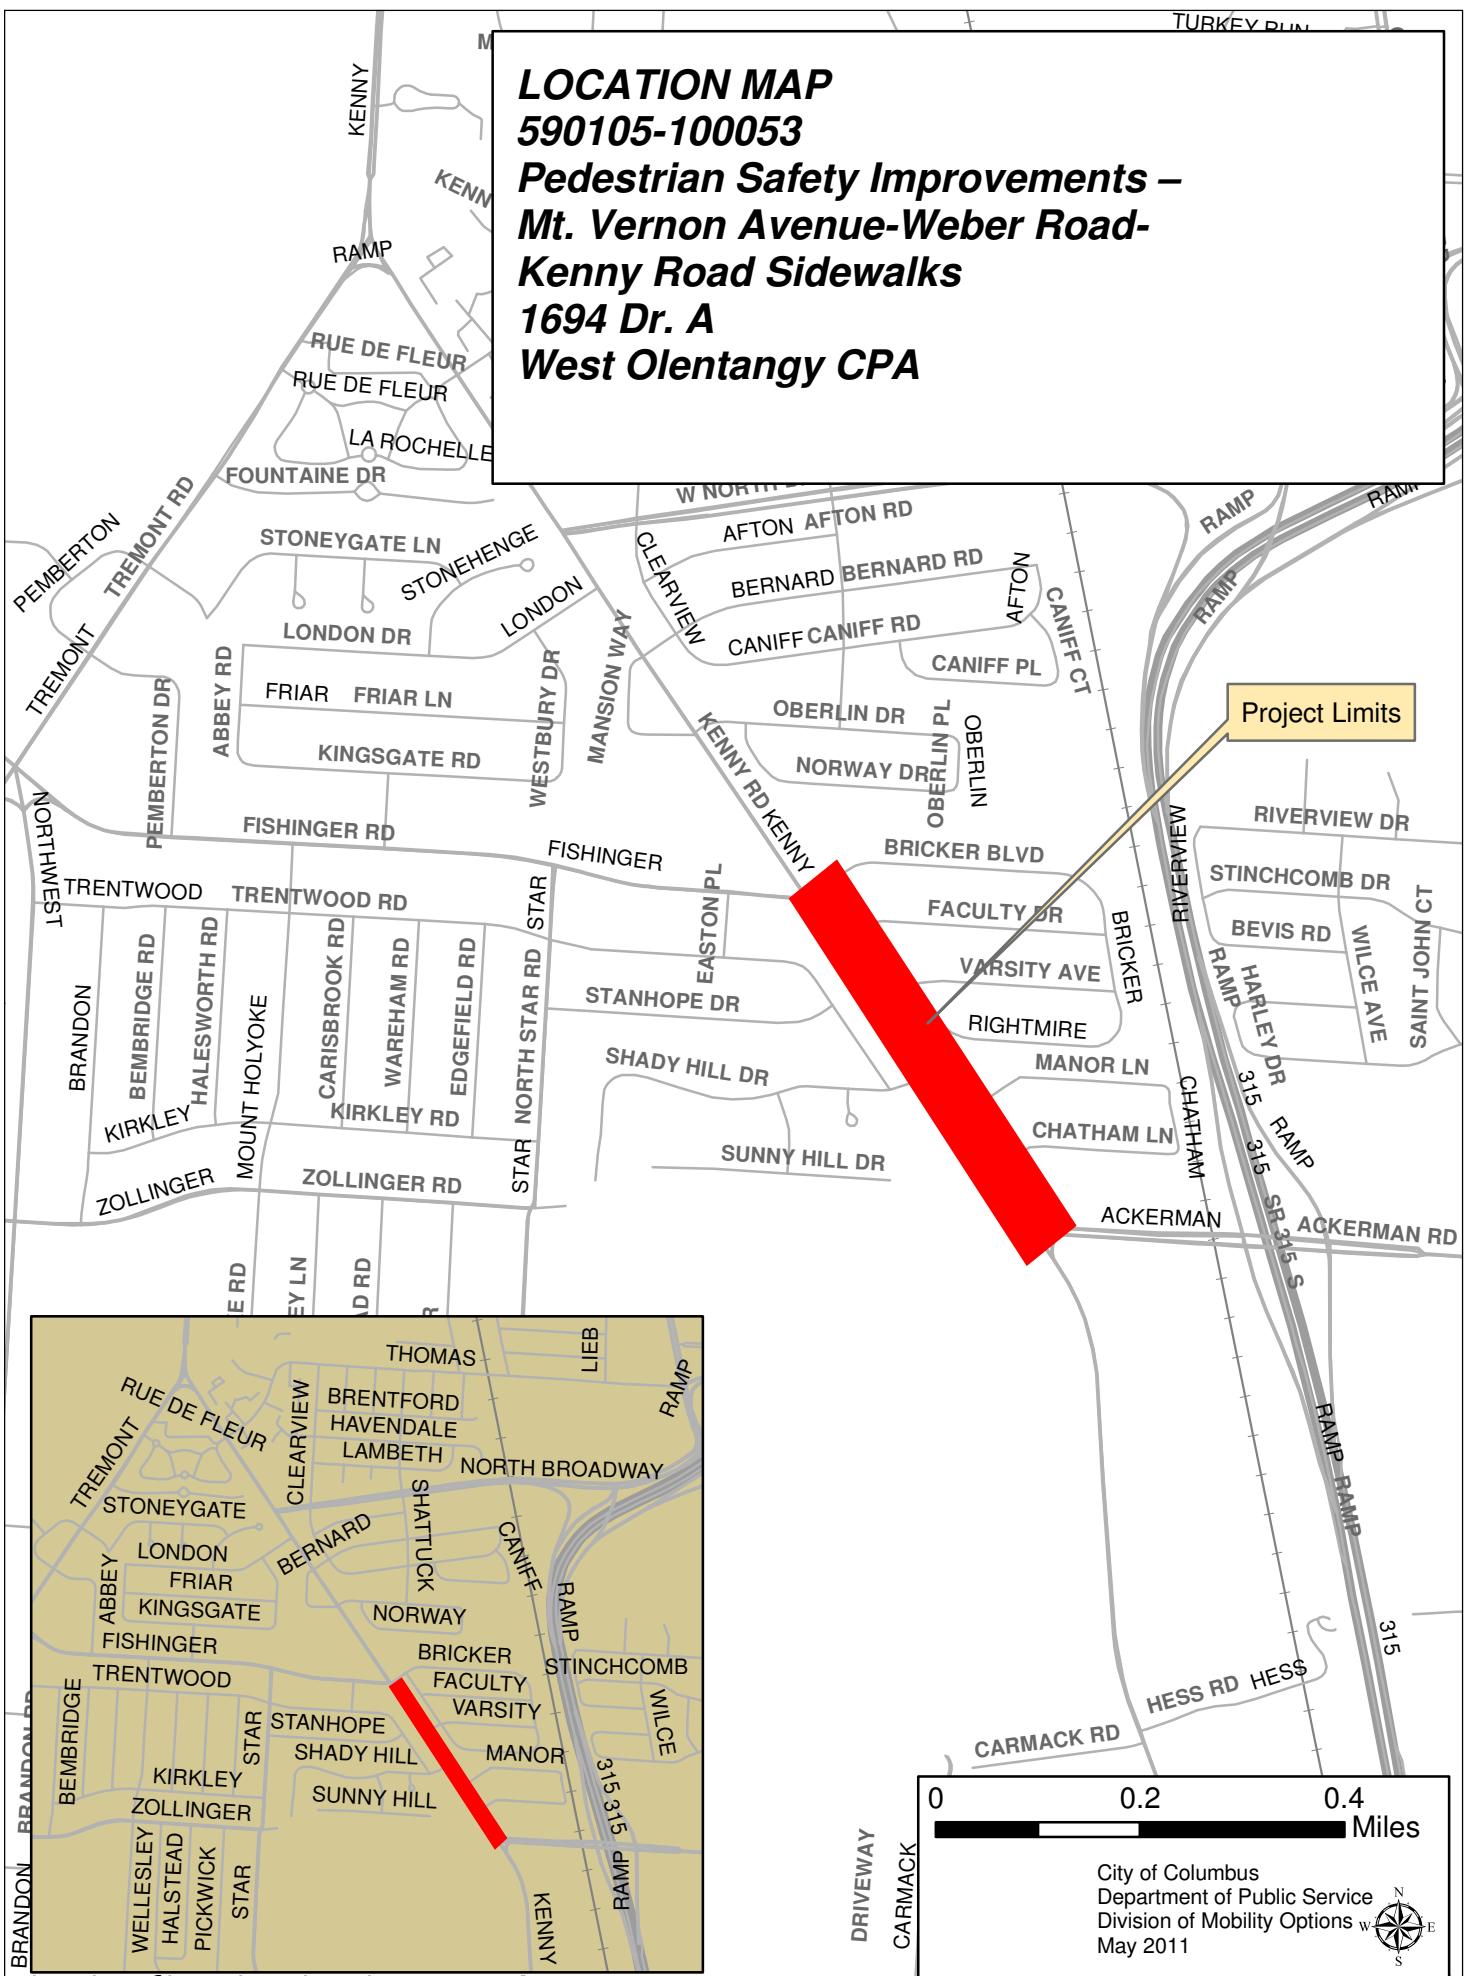 TURKEY RUN
LOCATION MAP
590105-100053
Pedestrian Safety Improvements –
Mt. Vernon Avenue-Weber Road-
Kenny Road Sidewalks
1694 Dr. A
West Olentangy CPA
KENNY
RAMP
RUE DE FLEUR
RUE DE FLEUR
LA ROCHELLE
FOUNTAINE DR
TREMONT RD
PEMBERTON
TREMONT
STONEYGATE LN
STONEHENGE
LONDON
LONDON DR
ABBEY RD
FRIAR
FRIAR LN
KINGSGATE RD
WESTBURY DR
MANSION WAY
PEMBERTON DR
CLEARVIEW
AFTON
AFTON RD
BERNARD
BERNARD RD
CANIFF
CANIFF RD
AFTON
CANIFF CT
CANIFF PL
RAMP
RAMP
RAMP
OBERLIN DR
OBERLIN PL
OBERLIN
NORWAY DR
KENNY RD
KENNY
Project Limits
NORTHWEST
FISHINGER RD
FISHINGER
TRENTWOOD
TRENTWOOD RD
STAR
EASTON PL
BRICKER BLVD
FACULTY DR
VARSITY AVE
RIGHTMIRE
BRICKER
RIVERVIEW
RIVERVIEW DR
STINCHCOMB DR
BEVIS RD
WILCE AVE
SAINT JOHN CT
RAMP
HARLEY DR
BRANDON
BEMBRIDGE RD
HALESWORTH RD
MOUNT HOLYOKE
CARISBROOK RD
WAREHAM RD
EDGEFIELD RD
NORTH STAR RD
STANHOPE DR
SHADY HILL DR
SUNNY HILL DR
MANOR LN
CHATHAM LN
CHATHAM
315
RAMP
315
KIRKLEY
KIRKLEY RD
ZOLLINGER
ZOLLINGER RD
STAR
ACKERMAN
SR 315 S
ACKERMAN RD
E RD
EY LN
AD RD
RAMP
RAMP
315
HESS RD
HESS
CARMACK RD
DRIVEWAY
CARMACK
BRANDON RD
BRANDON
THOMAS
LIEB
RAMP
RUE DE FLEUR
TREMONT
CLEARVIEW
BRENTFORD
HAVENDALE
LAMBETH
NORTH BROADWAY
STONEYGATE
SHATTUCK
BERNARD
CANIFF
LONDON
ABBEY
FRIAR
KINGSGATE
NORWAY
RAMP
FISHINGER
BRICKER
STINCHCOMB
TRENTWOOD
FACULTY
VARSITY
WILCE
BEMBRIDGE
STAR
STANHOPE
SHADY HILL
MANOR
315
315
KIRKLEY
SUNNY HILL
ZOLLINGER
WELLESLEY
HALSTEAD
PICKWICK
STAR
KENNY
RAMP
0 0.2 0.4
Miles
City of Columbus
Department of Public Service
Division of Mobility Options
May 2011
N
W E
S